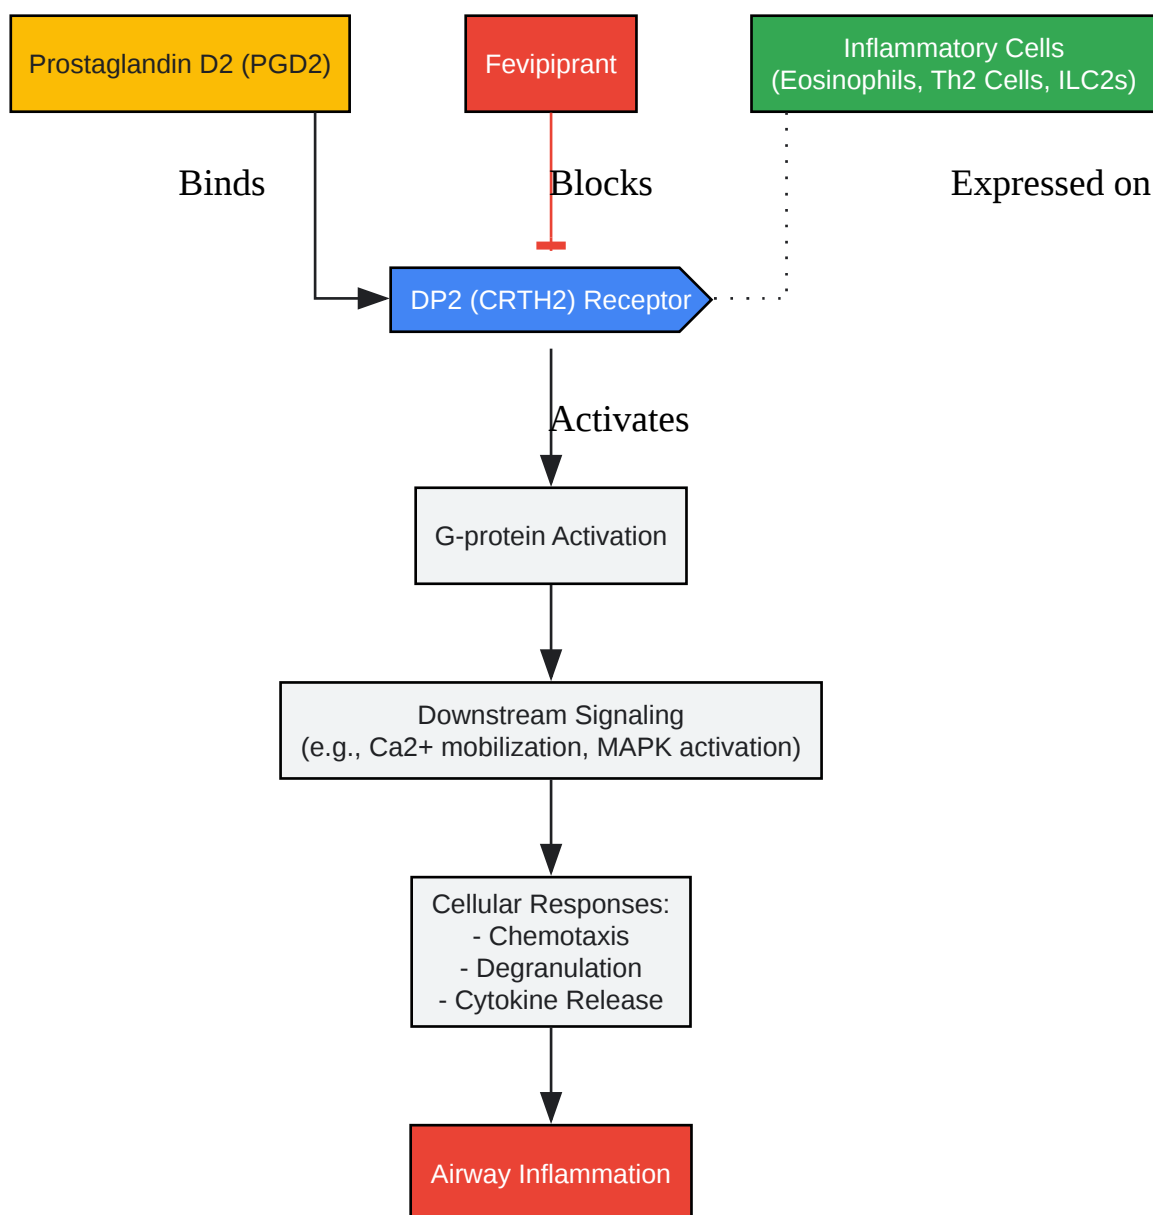 Prostaglandin D2 (PGD2)
Fevipiprant
Inflammatory Cells
(Eosinophils, Th2 Cells, ILC2s)
Binds
Blocks
Expressed on
DP2 (CRTH2) Receptor
Activates
G-protein Activation
Downstream Signaling
(e.g., Ca2+ mobilization, MAPK activation)
Cellular Responses:
- Chemotaxis
- Degranulation
- Cytokine Release
Airway Inflammation